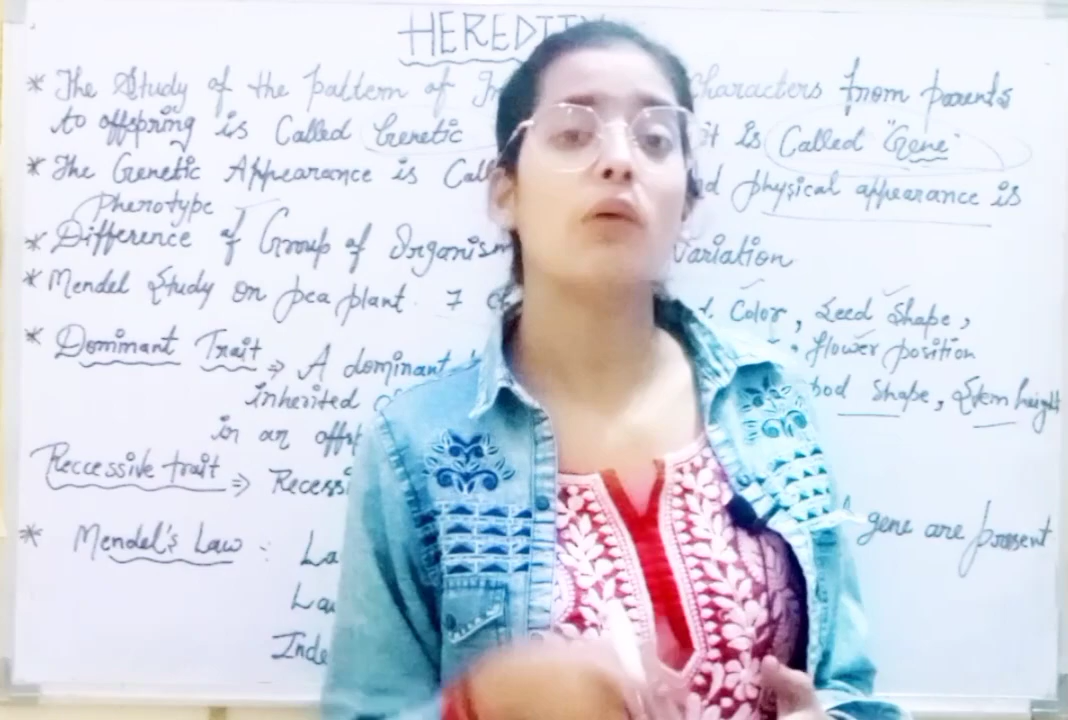 HEREDIT
* The Study of the pattern of In Characters from parents
to offspring is Called Genetic it is Called "Gene"
* The Genetic Appearance is Call d physical appearance is
Phenotype
* Difference of Group of Organism Variation
* Mendel Study on pea plant. 7 Color, Seed Shape,
flower position
* Dominant Trait ⇒ A dominant
inherited pod shape, Stem height
in an offsp
Reccessive trait ⇒ Recessi
gene are present
* Mendel's Law : La
Law
Inde